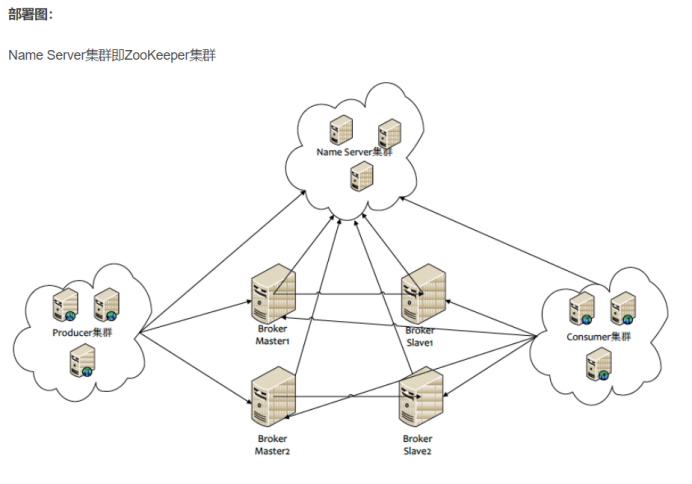 部署图：
Name Server集群即ZooKeeper集群
Name Server集群
Producer集群
Broker
Master1
Broker
Slave1
Consumer集群
Broker
Master2
Broker
Slave2